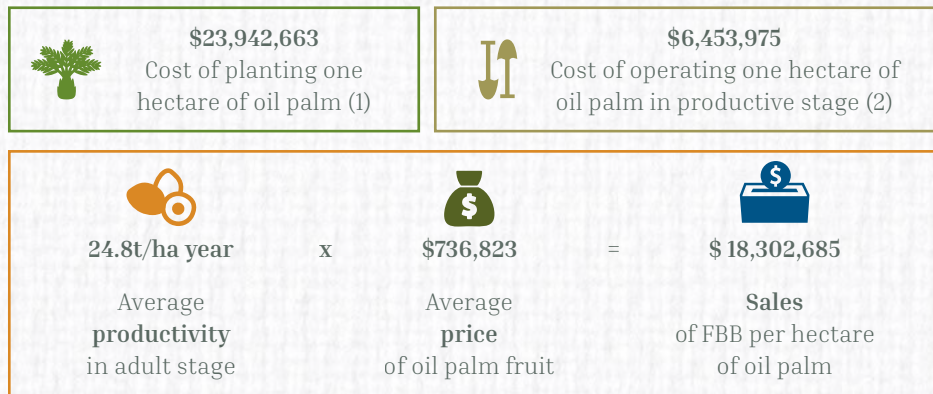 $23,942,663
Cost of planting one
hectare of oil palm (1)
$6,453,975
Cost of operating one hectare of
oil palm in productive stage (2)
24.8t/ha year
x
$736,823
=
$ 18,302,685
Average
productivity
in adult stage
Average
price
of oil palm fruit
Sales
of FBB per hectare
of oil palm